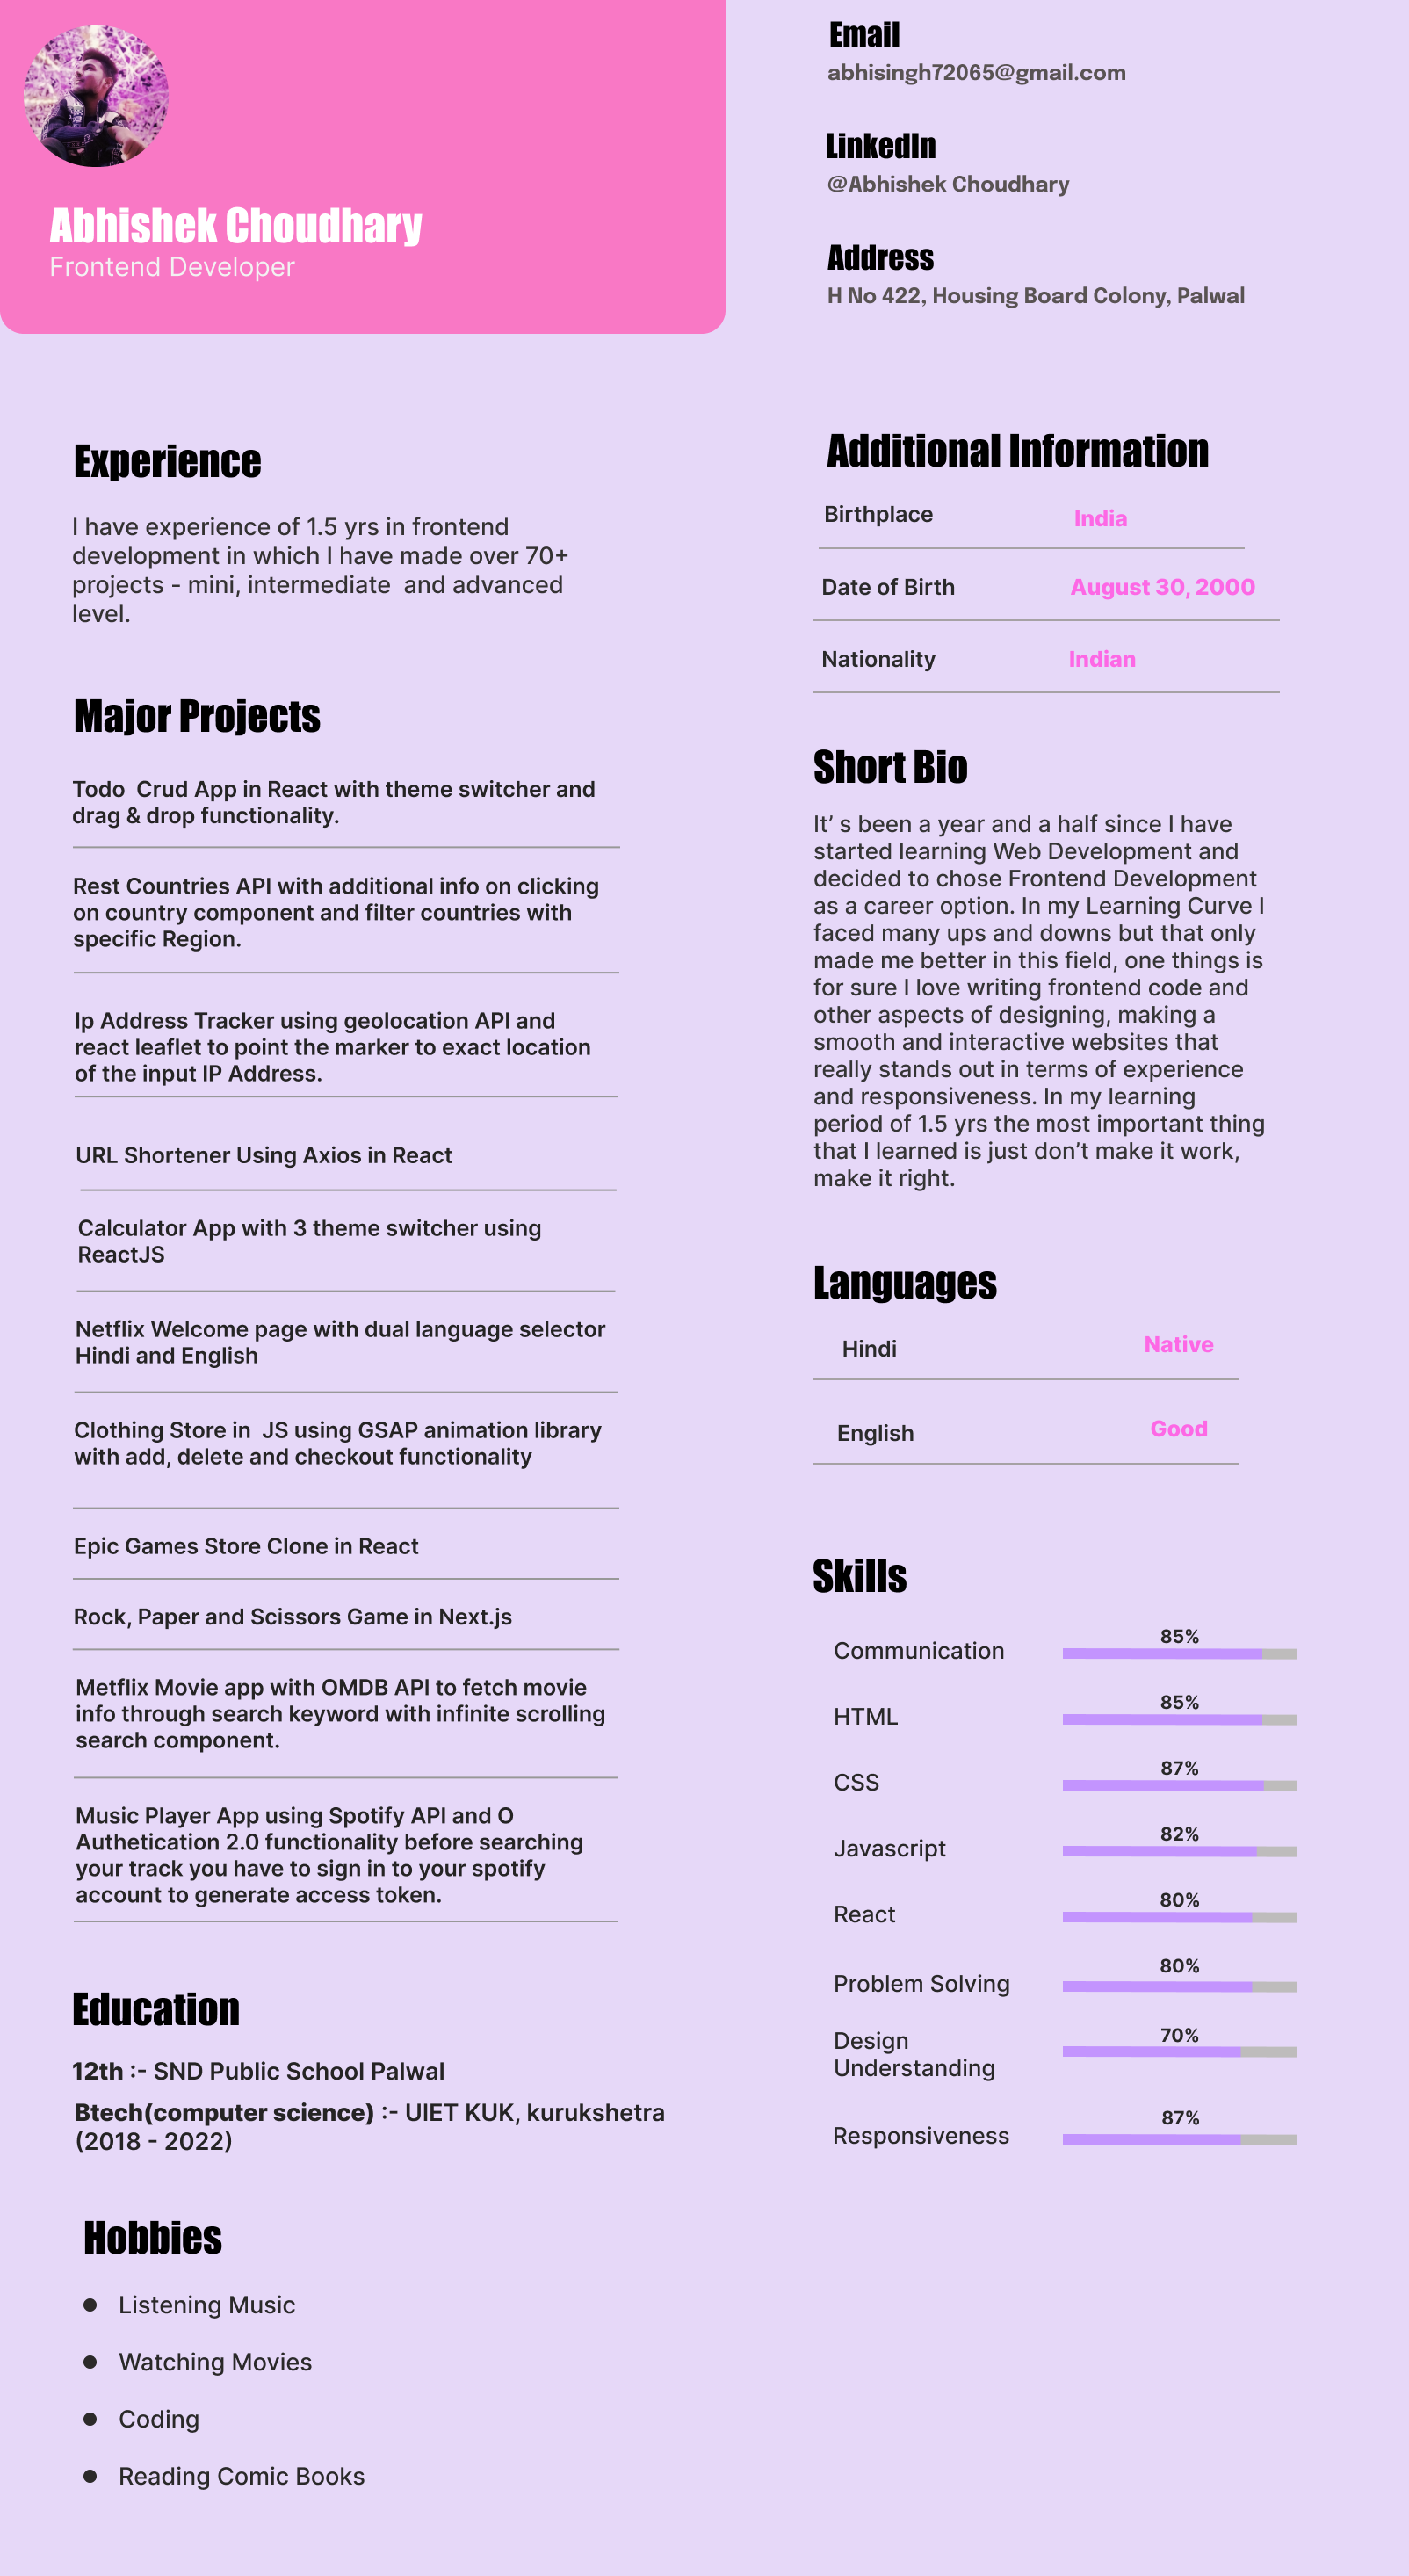 Abhishek Choudhary
Frontend Developer
Email
abhisingh72065@gmail.com
LinkedIn
@Abhishek Choudhary
Address
H No 422, Housing Board Colony, Palwal
Experience
I have experience of 1.5 yrs in frontend
development in which I have made over 70+
projects - mini, intermediate  and advanced
level.
Major Projects
Todo  Crud App in React with theme switcher and
drag & drop functionality.
Rest Countries API with additional info on clicking
on country component and filter countries with
specific Region.
Ip Address Tracker using geolocation API and
react leaflet to point the marker to exact location
of the input IP Address.
URL Shortener Using Axios in React
Calculator App with 3 theme switcher using
ReactJS
Netflix Welcome page with dual language selector
Hindi and English
Clothing Store in  JS using GSAP animation library
with add, delete and checkout functionality
Epic Games Store Clone in React
Rock, Paper and Scissors Game in Next.js
Metflix Movie app with OMDB API to fetch movie
info through search keyword with infinite scrolling
search component.
Music Player App using Spotify API and O
Authetication 2.0 functionality before searching
your track you have to sign in to your spotify
account to generate access token.
Education
12th :- SND Public School Palwal
Btech(computer science) :- UIET KUK, kurukshetra
(2018 - 2022)
Hobbies
● Listening Music
● Watching Movies
● Coding
● Reading Comic Books
Additional Information
Birthplace India
Date of Birth August 30, 2000
Nationality Indian
Short Bio
It’ s been a year and a half since I have
started learning Web Development and
decided to chose Frontend Development
as a career option. In my Learning Curve I
faced many ups and downs but that only
made me better in this field, one things is
for sure I love writing frontend code and
other aspects of designing, making a
smooth and interactive websites that
really stands out in terms of experience
and responsiveness. In my learning
period of 1.5 yrs the most important thing
that I learned is just don’t make it work,
make it right.
Languages
Hindi Native
English Good
Skills
Communication 85%
HTML 85%
CSS 87%
Javascript 82%
React 80%
Problem Solving 80%
Design
Understanding 70%
Responsiveness 87%